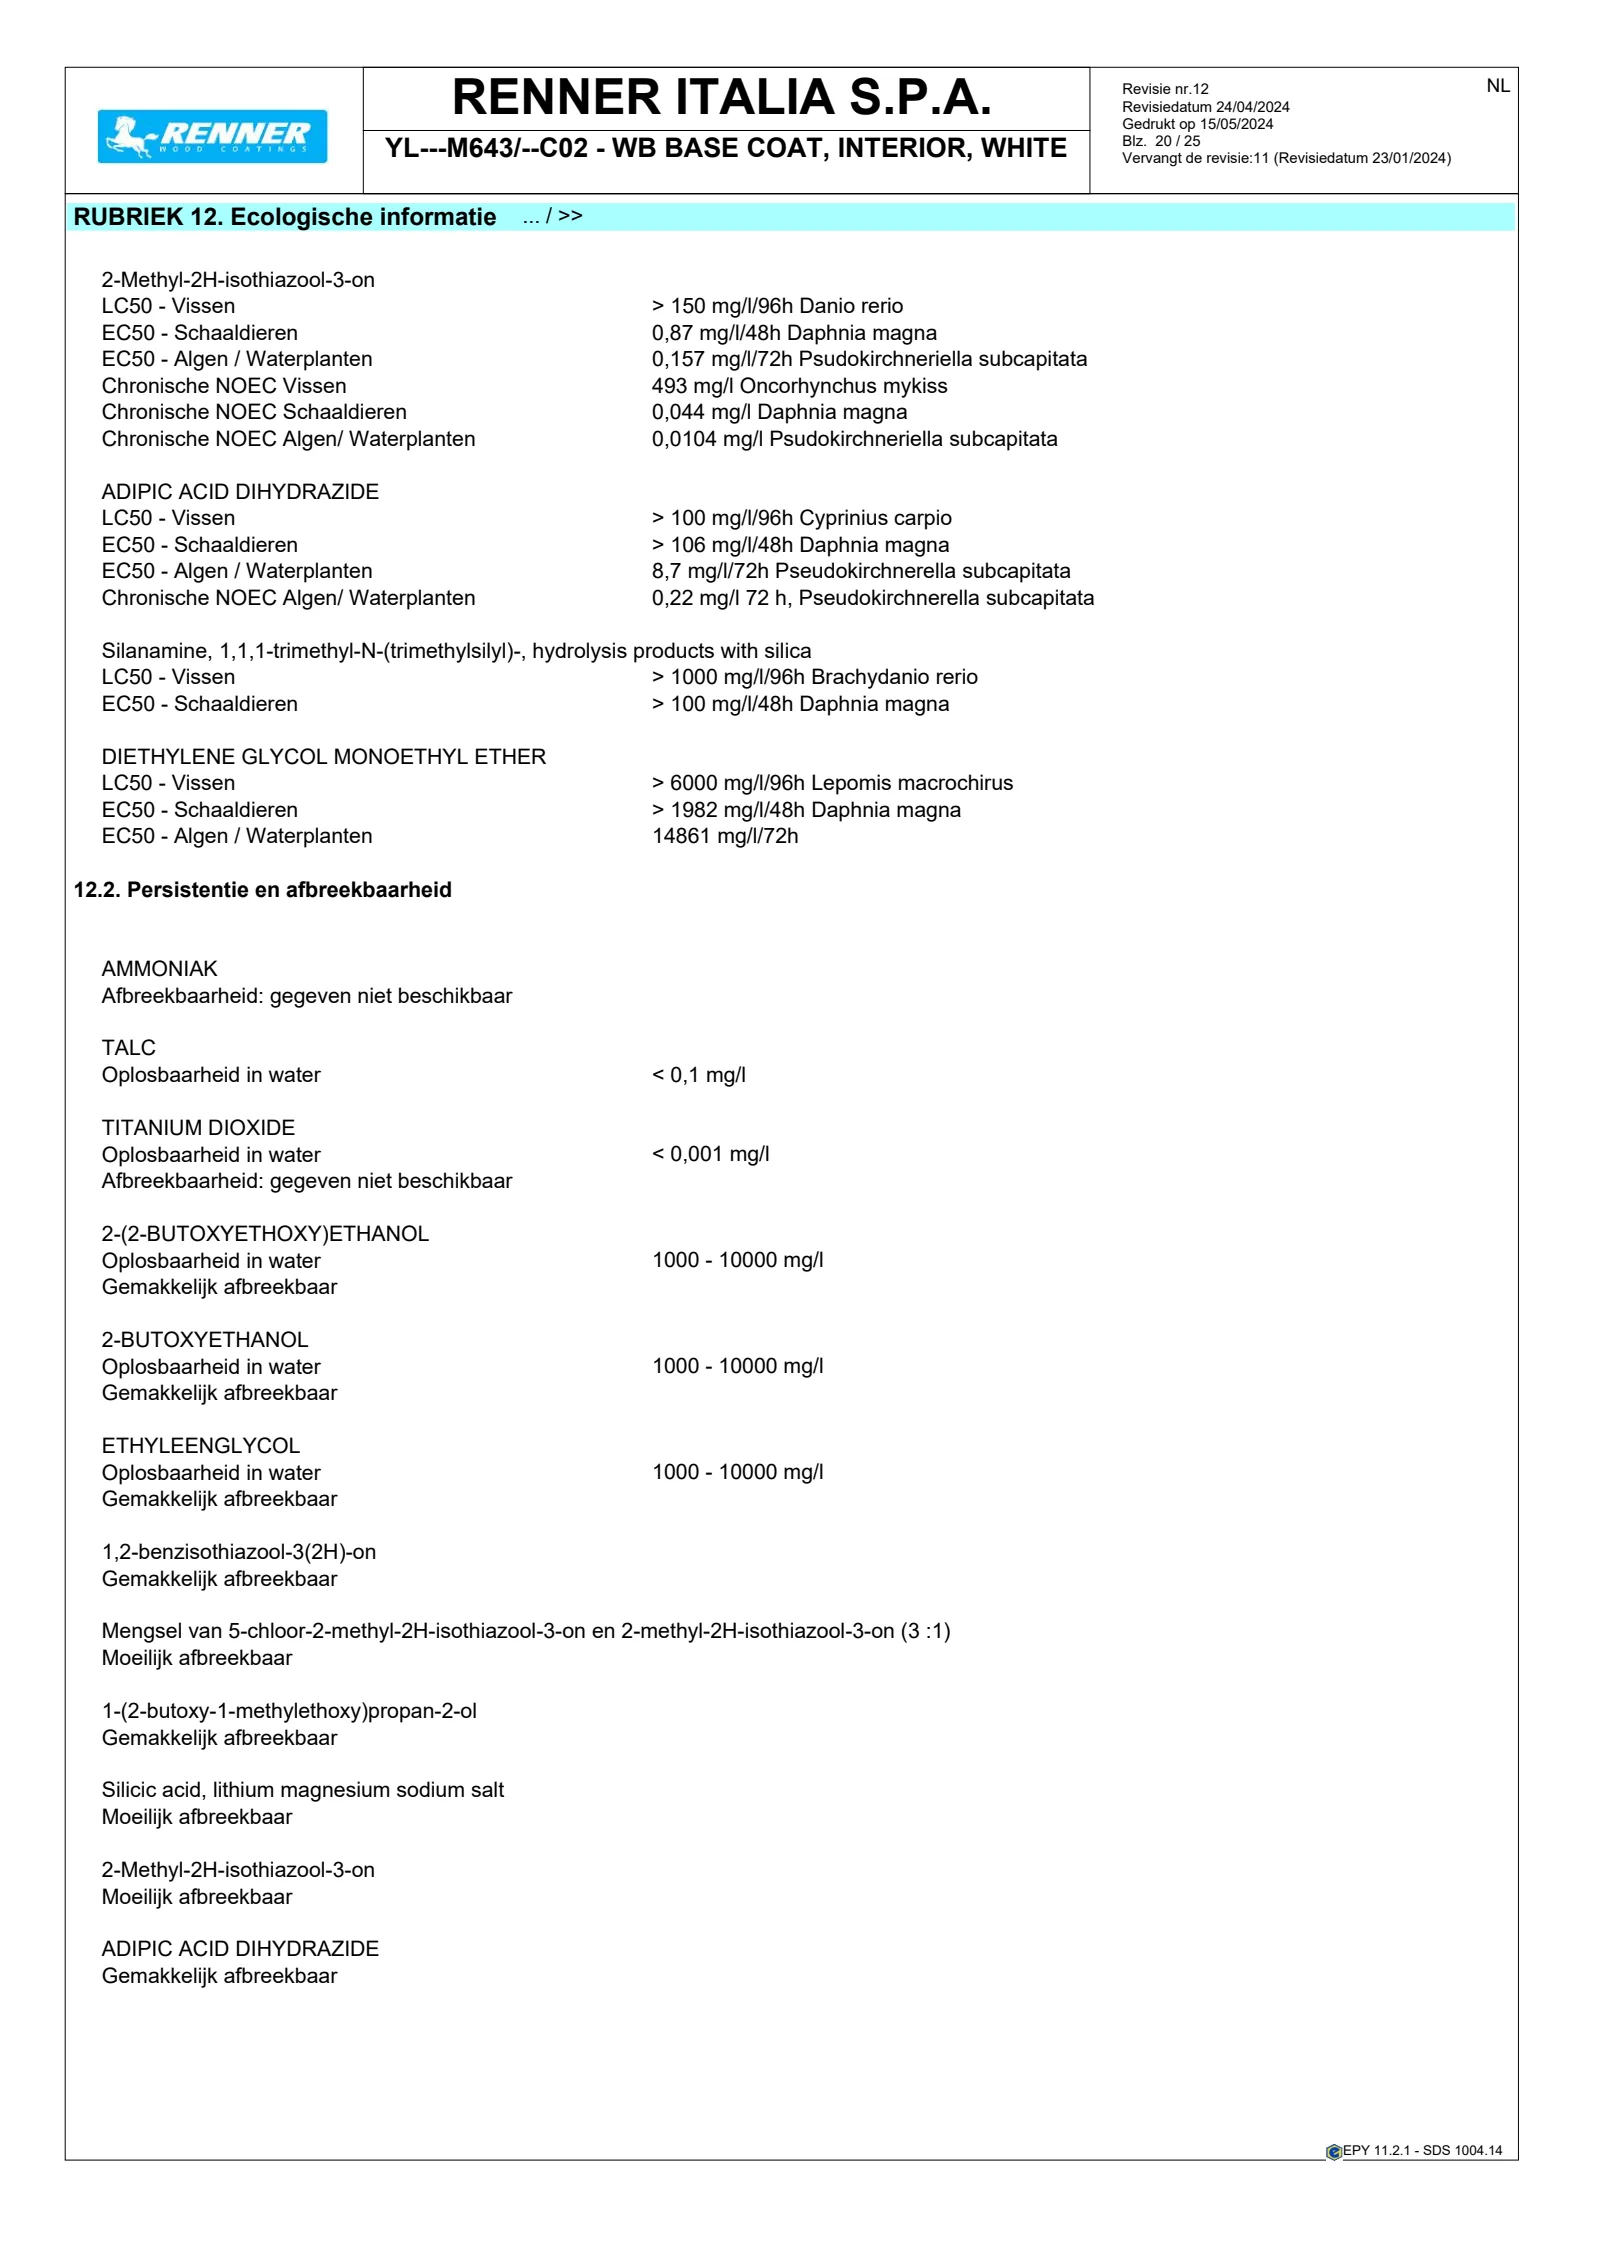 RENNER
WOOD COATINGS
RENNER ITALIA S.P.A.
YL---M643/--C02 - WB BASE COAT, INTERIOR, WHITE
Revisie nr.12
Revisiedatum 24/04/2024
Gedrukt op 15/05/2024
Blz. 20 / 25
Vervangt de revisie:11 (Revisiedatum 23/01/2024)
NL
RUBRIEK 12. Ecologische informatie ... / >>
2-Methyl-2H-isothiazool-3-on
LC50 - Vissen > 150 mg/l/96h Danio rerio
EC50 - Schaaldieren 0,87 mg/l/48h Daphnia magna
EC50 - Algen / Waterplanten 0,157 mg/l/72h Psudokirchneriella subcapitata
Chronische NOEC Vissen 493 mg/l Oncorhynchus mykiss
Chronische NOEC Schaaldieren 0,044 mg/l Daphnia magna
Chronische NOEC Algen/ Waterplanten 0,0104 mg/l Psudokirchneriella subcapitata
ADIPIC ACID DIHYDRAZIDE
LC50 - Vissen > 100 mg/l/96h Cyprinius carpio
EC50 - Schaaldieren > 106 mg/l/48h Daphnia magna
EC50 - Algen / Waterplanten 8,7 mg/l/72h Pseudokirchnerella subcapitata
Chronische NOEC Algen/ Waterplanten 0,22 mg/l 72 h, Pseudokirchnerella subcapitata
Silanamine, 1,1,1-trimethyl-N-(trimethylsilyl)-, hydrolysis products with silica
LC50 - Vissen > 1000 mg/l/96h Brachydanio rerio
EC50 - Schaaldieren > 100 mg/l/48h Daphnia magna
DIETHYLENE GLYCOL MONOETHYL ETHER
LC50 - Vissen > 6000 mg/l/96h Lepomis macrochirus
EC50 - Schaaldieren > 1982 mg/l/48h Daphnia magna
EC50 - Algen / Waterplanten 14861 mg/l/72h
12.2. Persistentie en afbreekbaarheid
AMMONIAK
Afbreekbaarheid: gegeven niet beschikbaar
TALC
Oplosbaarheid in water < 0,1 mg/l
TITANIUM DIOXIDE
Oplosbaarheid in water < 0,001 mg/l
Afbreekbaarheid: gegeven niet beschikbaar
2-(2-BUTOXYETHOXY)ETHANOL
Oplosbaarheid in water 1000 - 10000 mg/l
Gemakkelijk afbreekbaar
2-BUTOXYETHANOL
Oplosbaarheid in water 1000 - 10000 mg/l
Gemakkelijk afbreekbaar
ETHYLEENGLYCOL
Oplosbaarheid in water 1000 - 10000 mg/l
Gemakkelijk afbreekbaar
1,2-benzisothiazool-3(2H)-on
Gemakkelijk afbreekbaar
Mengsel van 5-chloor-2-methyl-2H-isothiazool-3-on en 2-methyl-2H-isothiazool-3-on (3 :1)
Moeilijk afbreekbaar
1-(2-butoxy-1-methylethoxy)propan-2-ol
Gemakkelijk afbreekbaar
Silicic acid, lithium magnesium sodium salt
Moeilijk afbreekbaar
2-Methyl-2H-isothiazool-3-on
Moeilijk afbreekbaar
ADIPIC ACID DIHYDRAZIDE
Gemakkelijk afbreekbaar
EPY 11.2.1 - SDS 1004.14